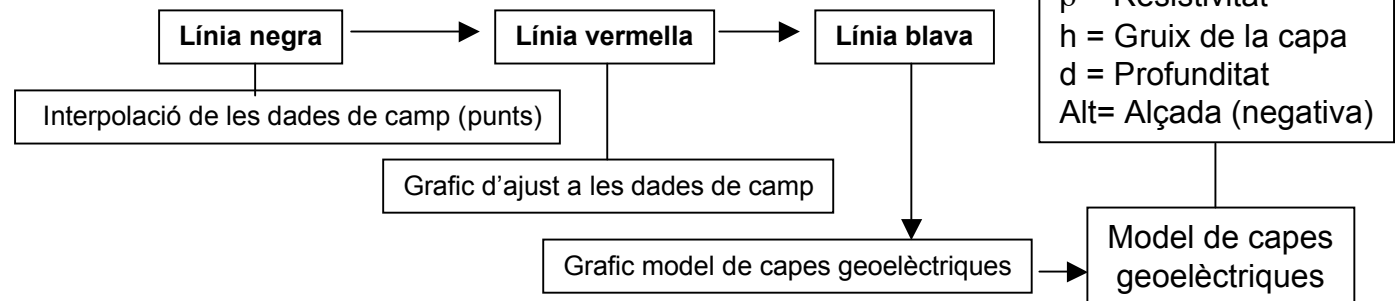 ρ = Resistivitat
h = Gruix de la capa
d = Profunditat
Alt= Alçada (negativa)
Línia negra
Línia vermella
Línia blava
Interpolació de les dades de camp (punts)
Grafic d'ajust a les dades de camp
Grafic model de capes geoelèctriques
Model de capes
geoelèctriques